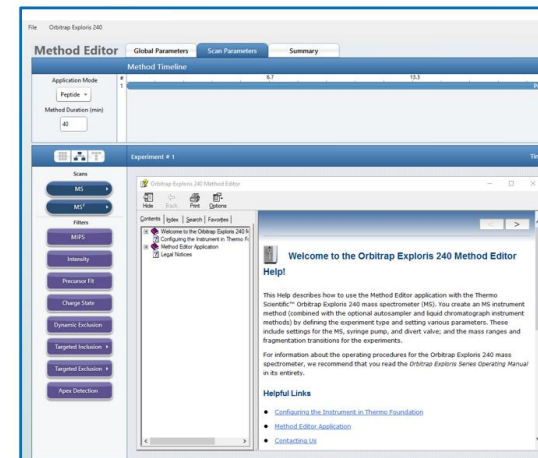 File Orbitrap Exploris 240
Method Editor
Global Parameters Scan Parameters Summary
Method Timeline
Application Mode
Peptide
Method Duration (min)
40
#
1
6.7 13.3
Experiment # 1
Scans
MS
Filters
MIPS
Intensity
Precursor Fit
Charge State
Dynamic Exclusion
Targeted Inclusion
Targeted Exclusion
Apex Detection
Orbitrap Exploris 240 Method Editor
Hide Back Print Options
Contents Index Search Favorites
Welcome to the Orbitrap Exploris 240 M
Configuring the Instrument in Thermo Fo
Method Editor Application
Legal Notices
Welcome to the Orbitrap Exploris 240 Method Editor
Help!
This Help describes how to use the Method Editor application with the Thermo
Scientific™ Orbitrap Exploris 240 mass spectrometer (MS). You create an MS instrument
method (combined with the optional autosampler and liquid chromatograph instrument
methods) by defining the experiment type and setting various parameters. These
include settings for the MS, syringe pump, and divert valve; and the mass ranges and
fragmentation transitions for the experiments.
For information about the operating procedures for the Orbitrap Exploris 240 mass
spectrometer, we recommend that you read the Orbitrap Exploris Series Operating Manual
in its entirety.
Helpful Links
• Configuring the Instrument in Thermo Foundation
• Method Editor Application
• Contacting Us